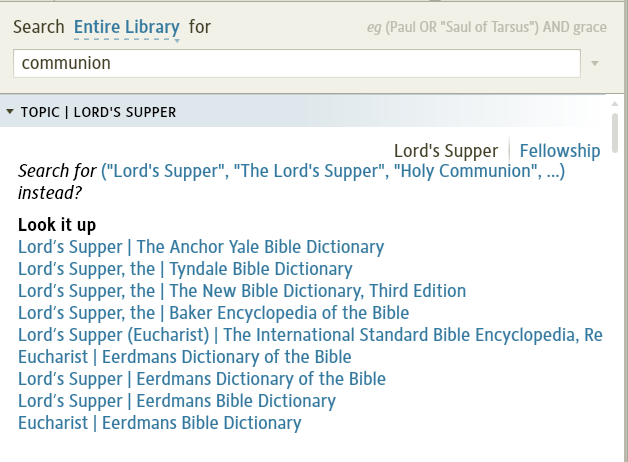 Search Entire Library for
eg (Paul OR "Saul of Tarsus") AND grace
communion
TOPIC | LORD'S SUPPER
Lord's Supper | Fellowship
Search for ("Lord's Supper", "The Lord's Supper", "Holy Communion", ...)
instead?
Look it up
Lord's Supper | The Anchor Yale Bible Dictionary
Lord's Supper, the | Tyndale Bible Dictionary
Lord's Supper, the | The New Bible Dictionary, Third Edition
Lord's Supper, the | Baker Encyclopedia of the Bible
Lord's Supper (Eucharist) | The International Standard Bible Encyclopedia, Re
Eucharist | Eerdmans Dictionary of the Bible
Lord's Supper | Eerdmans Dictionary of the Bible
Lord's Supper | Eerdmans Bible Dictionary
Eucharist | Eerdmans Bible Dictionary